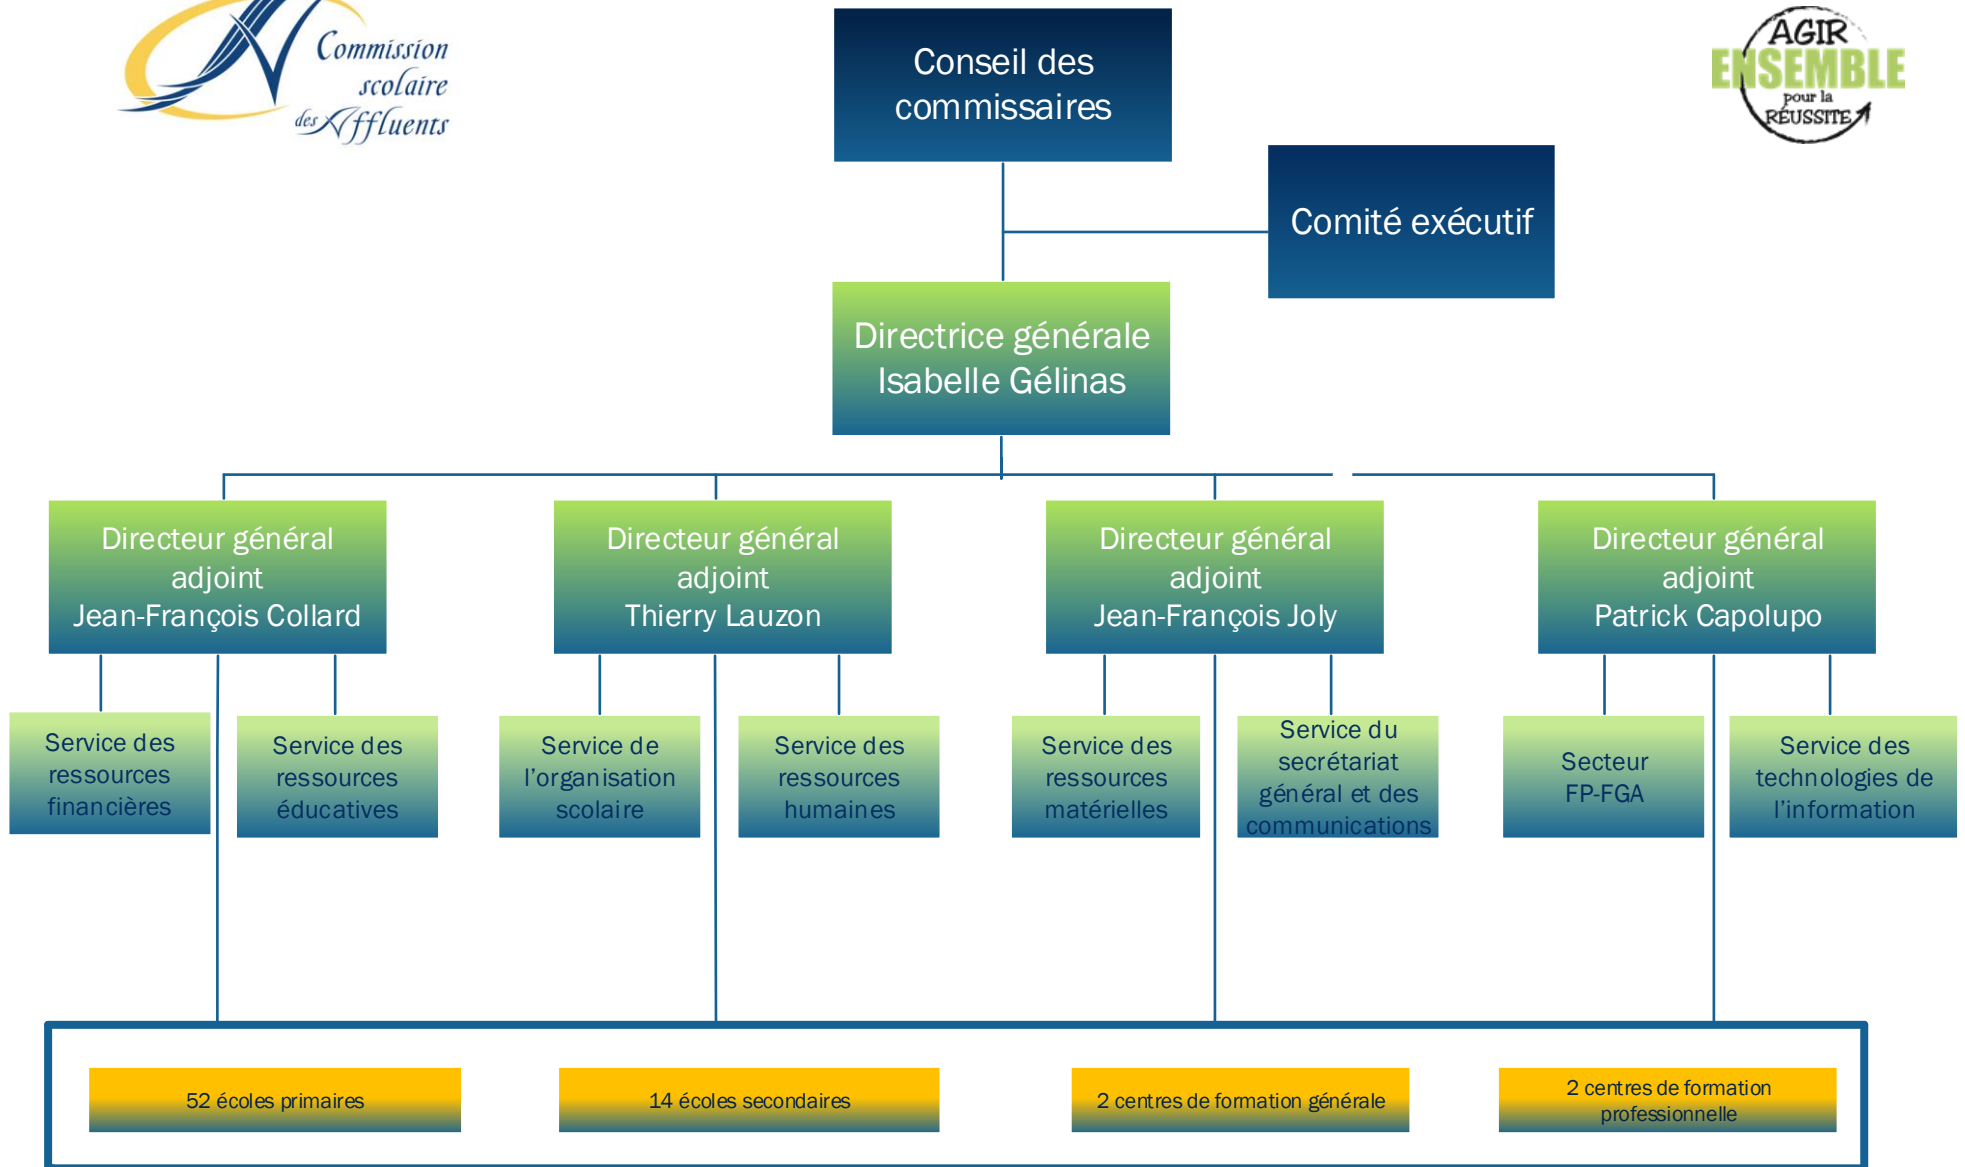 Commission
scolaire
des Affluents
Conseil des
commissaires
AGIR
ENSEMBLE
pour la
RÉUSSITE
Comité exécutif
Directrice générale
Isabelle Gélinas
Directeur général
adjoint
Jean-François Collard
Directeur général
adjoint
Thierry Lauzon
Directeur général
adjoint
Jean-François Joly
Directeur général
adjoint
Patrick Capolupo
Service des
ressources
financières
Service des
ressources
éducatives
Service de
l'organisation
scolaire
Service des
ressources
humaines
Service des
ressources
matérielles
Service du
secrétariat
général et des
communications
Secteur
FP-FGA
Service des
technologies de
l'information
52 écoles primaires
14 écoles secondaires
2 centres de formation générale
2 centres de formation
professionnelle